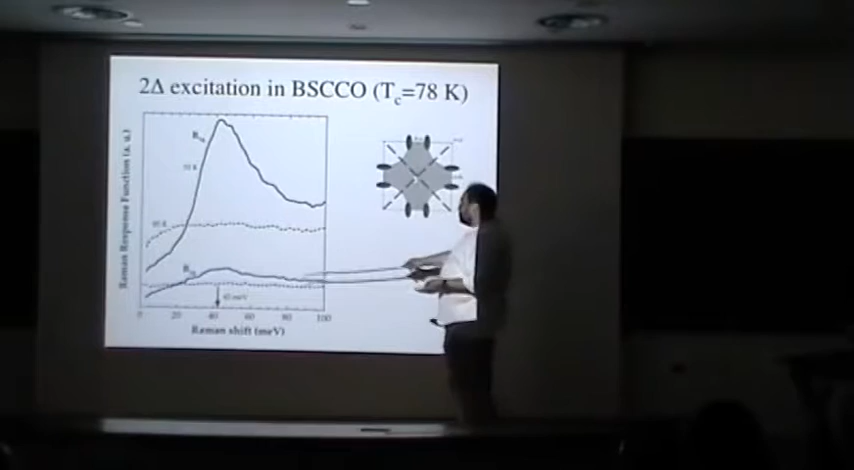 2Δ excitation in BSCCO (Tc=78 K)
Raman Response Function (a. u.)
0 20 40 60 80 100
Raman shift (meV)